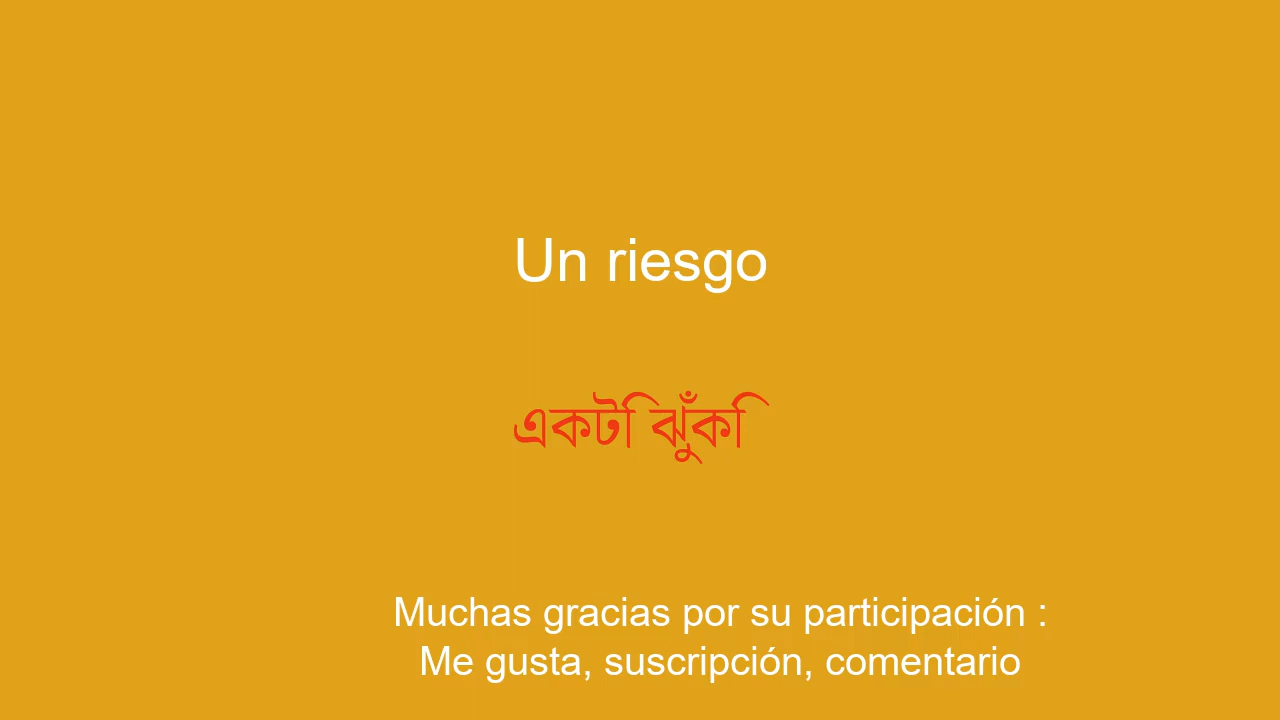 Un riesgo
একটি ঝুঁকি
Muchas gracias por su participación :
Me gusta, suscripción, comentario